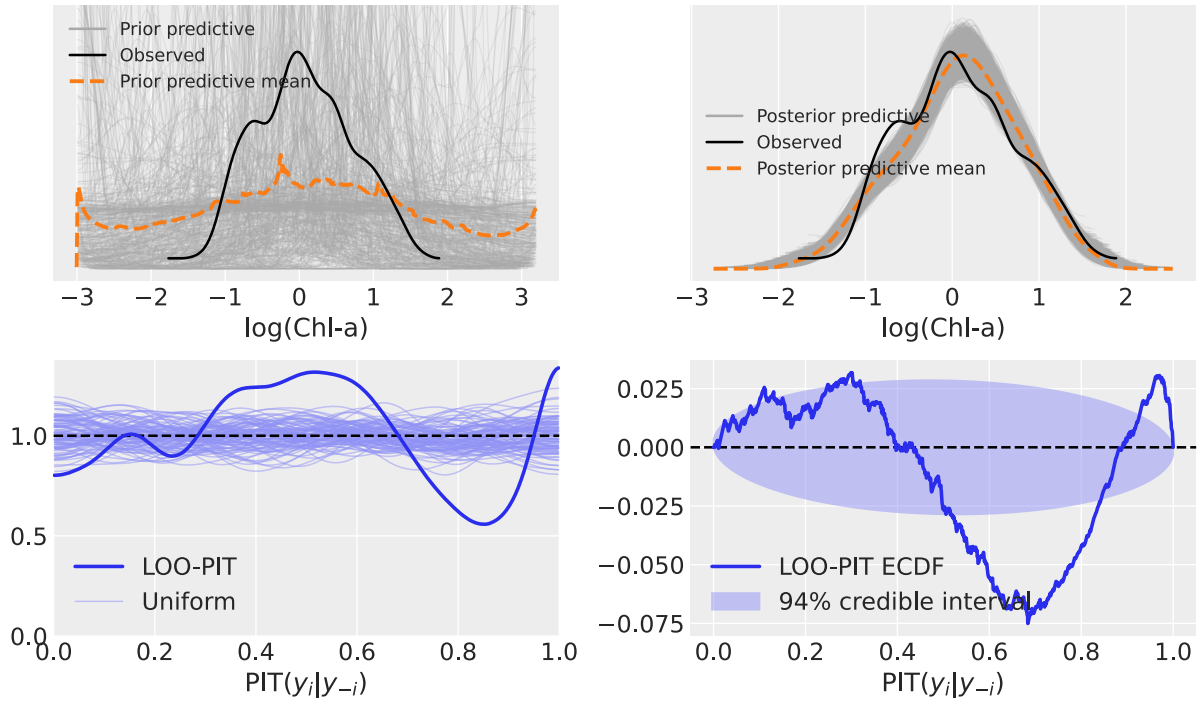 Prior predictive
Observed
Prior predictive mean
−3 −2 −1 0 1 2 3
log(Chl-a)
Posterior predictive
Observed
Posterior predictive mean
−3 −2 −1 0 1 2
log(Chl-a)
1.0
0.5
0.0
LOO-PIT
Uniform
0.0 0.2 0.4 0.6 0.8 1.0
PIT(y_i|y_{−i})
0.025
0.000
−0.025
−0.050
−0.075
LOO-PIT ECDF
94% credible interval
0.0 0.2 0.4 0.6 0.8 1.0
PIT(y_i|y_{−i})